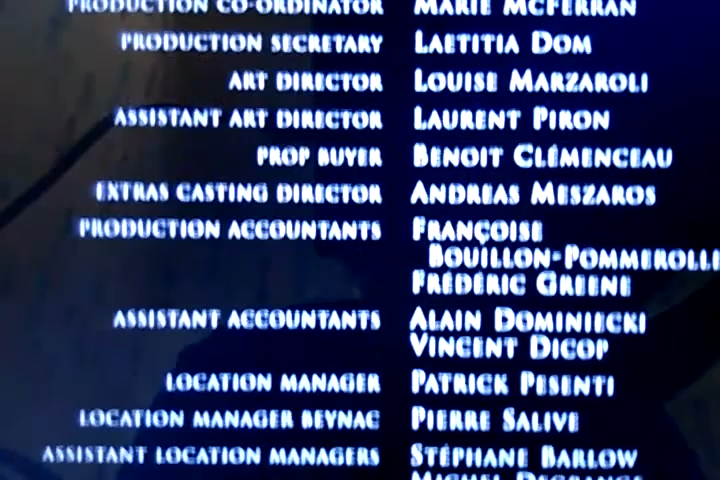 PRODUCTION CO-ORDINATOR MARIE MCFERRAN
PRODUCTION SECRETARY LAETITIA DOM
ART DIRECTOR LOUISE MARZAROLI
ASSISTANT ART DIRECTOR LAURENT PIRON
PROP BUYER BENOIT CLÉMENCEAU
EXTRAS CASTING DIRECTOR ANDREAS MESZAROS
PRODUCTION ACCOUNTANTS FRANÇOISE
BOUILLON-POMMEROLLE
FRÉDÉRIC GREENE
ASSISTANT ACCOUNTANTS ALAIN DOMINIECKI
VINCENT DICOP
LOCATION MANAGER PATRICK PESENTI
LOCATION MANAGER BEYNAC PIERRE SALIVE
ASSISTANT LOCATION MANAGERS STÉPHANE BARLOW
MICHEL DEGRANGE